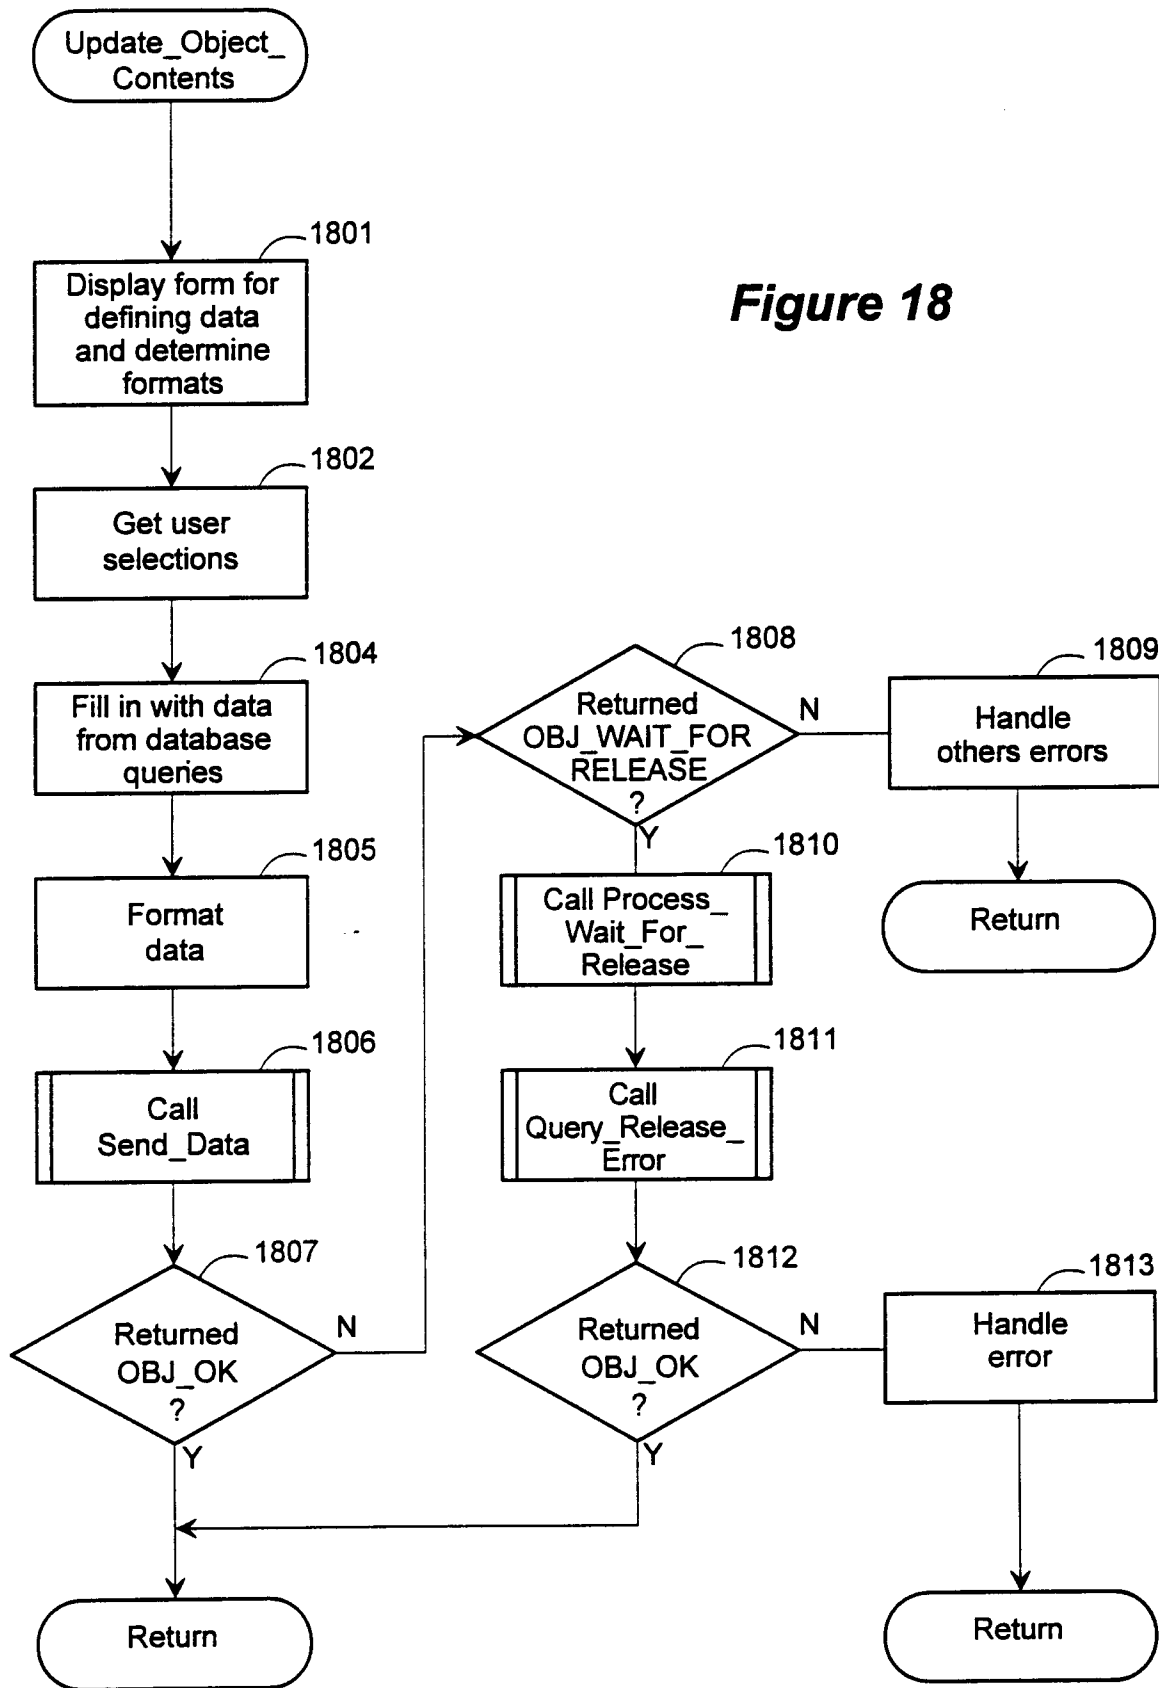 Update_Object_
Contents
1801
Display form for
defining data
and determine
formats
Figure 18
1802
Get user
selections
1804
Fill in with data
from database
queries
1805
Format
data
1806
Call
Send_Data
1807
Returned
OBJ_OK
?
N
Y
Return
1808
Returned
OBJ_WAIT_FOR
RELEASE
?
N
Y
1809
Handle
others errors
Return
1810
Call Process_
Wait_For_
Release
1811
Call
Query_Release_
Error
1812
Returned
OBJ_OK
?
N
Y
1813
Handle
error
Return